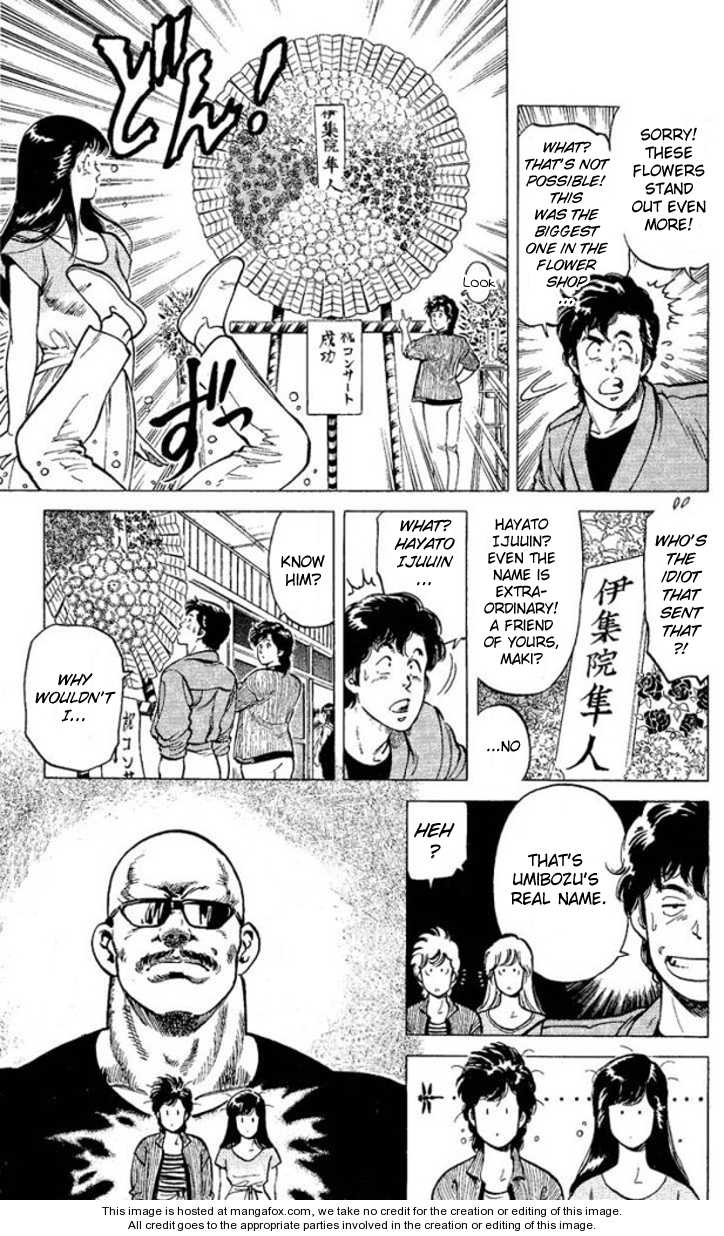 SORRY!
THESE
FLOWERS
STAND
OUT EVEN
MORE!
WHAT?
THAT'S NOT
POSSIBLE!
THIS
WAS THE
BIGGEST
ONE IN THE
FLOWER
SHOP
...
どん!
伊集院隼人
Look
祝コンサート
成功
ずっ
WHO'S
THE
IDIOT
THAT
SENT
THAT
?!
伊集院隼人
HAYATO
IJUUIN?
EVEN THE
NAME IS
EXTRA-
ORDINARY!
A FRIEND
OF YOURS,
MAKI?
...NO
WHAT?
HAYATO
IJUUIN
...
KNOW
HIM?
WHY
WOULDN'T
I...
祝コンサ
THAT'S
UMIBOZU'S
REAL NAME.
HEH
?
This image is hosted at mangafox.com, we take no credit for the creation or editing of this image.
All credit goes to the appropriate parties involved in the creation or editing of this image.